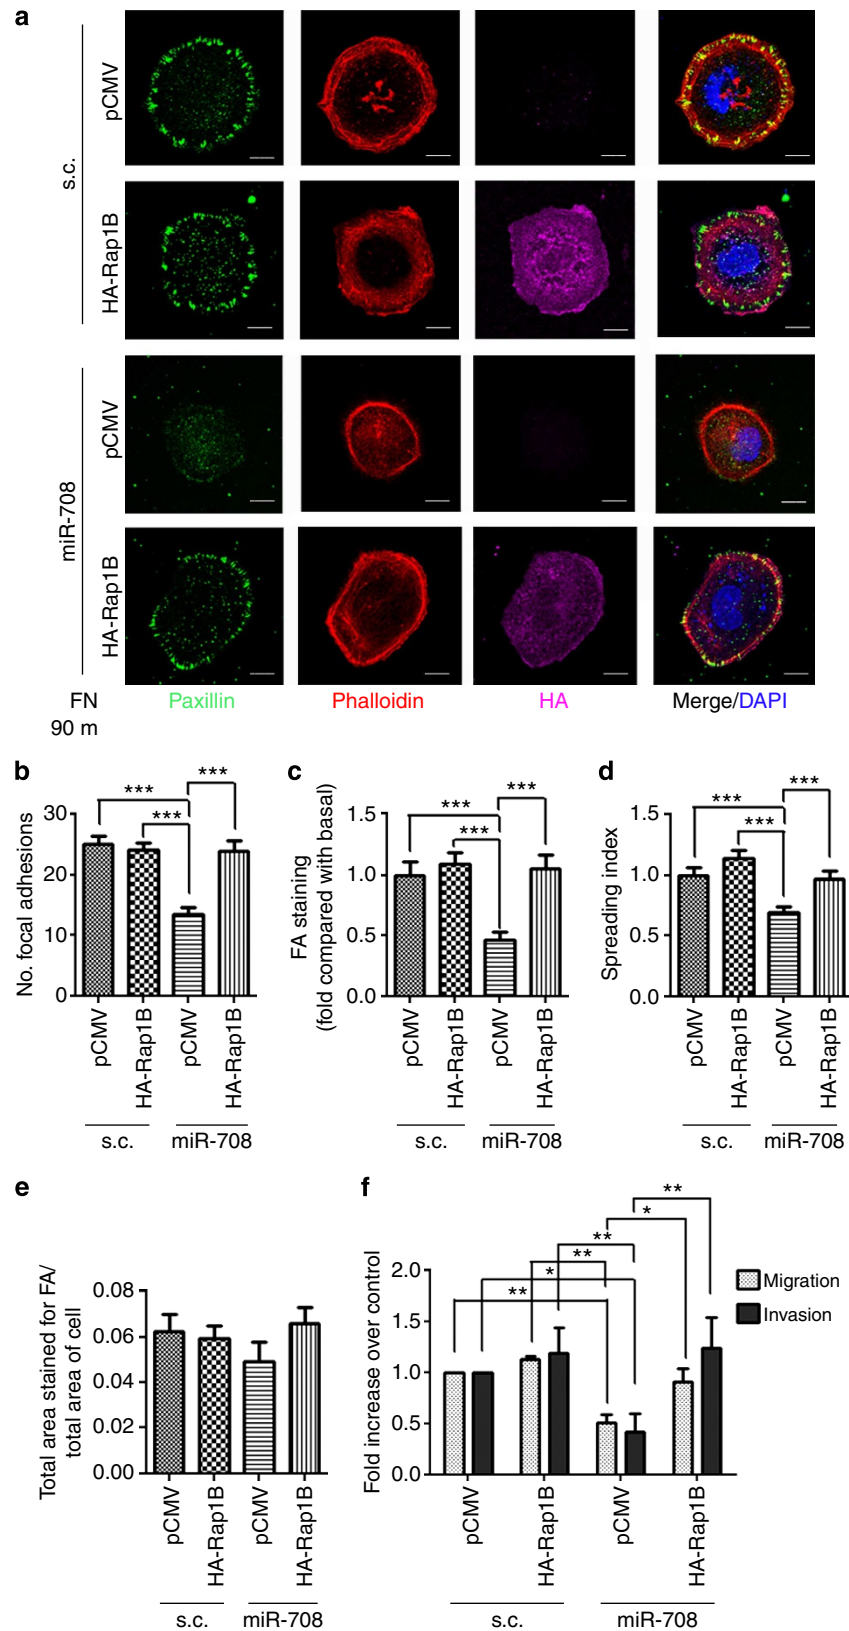 a
s.c.
pCMV
HA-Rap1B
miR-708
pCMV
HA-Rap1B
FN
90 m
Paxillin
Phalloidin
HA
Merge/DAPI
b
No. focal adhesions
30
20
10
0
***
***
***
pCMV
HA-Rap1B
pCMV
HA-Rap1B
s.c.
miR-708
c
FA staining
(fold compared with basal)
1.5
1.0
0.5
0.0
***
***
***
pCMV
HA-Rap1B
pCMV
HA-Rap1B
s.c.
miR-708
d
Spreading index
1.5
1.0
0.5
0.0
***
***
***
pCMV
HA-Rap1B
pCMV
HA-Rap1B
s.c.
miR-708
e
Total area stained for FA/
total area of cell
0.08
0.06
0.04
0.02
0.00
pCMV
HA-Rap1B
pCMV
HA-Rap1B
s.c.
miR-708
f
Fold increase over control
2.0
1.5
1.0
0.5
0.0
**
*
**
**
*
**
Migration
Invasion
pCMV
HA-Rap1B
pCMV
HA-Rap1B
s.c.
miR-708